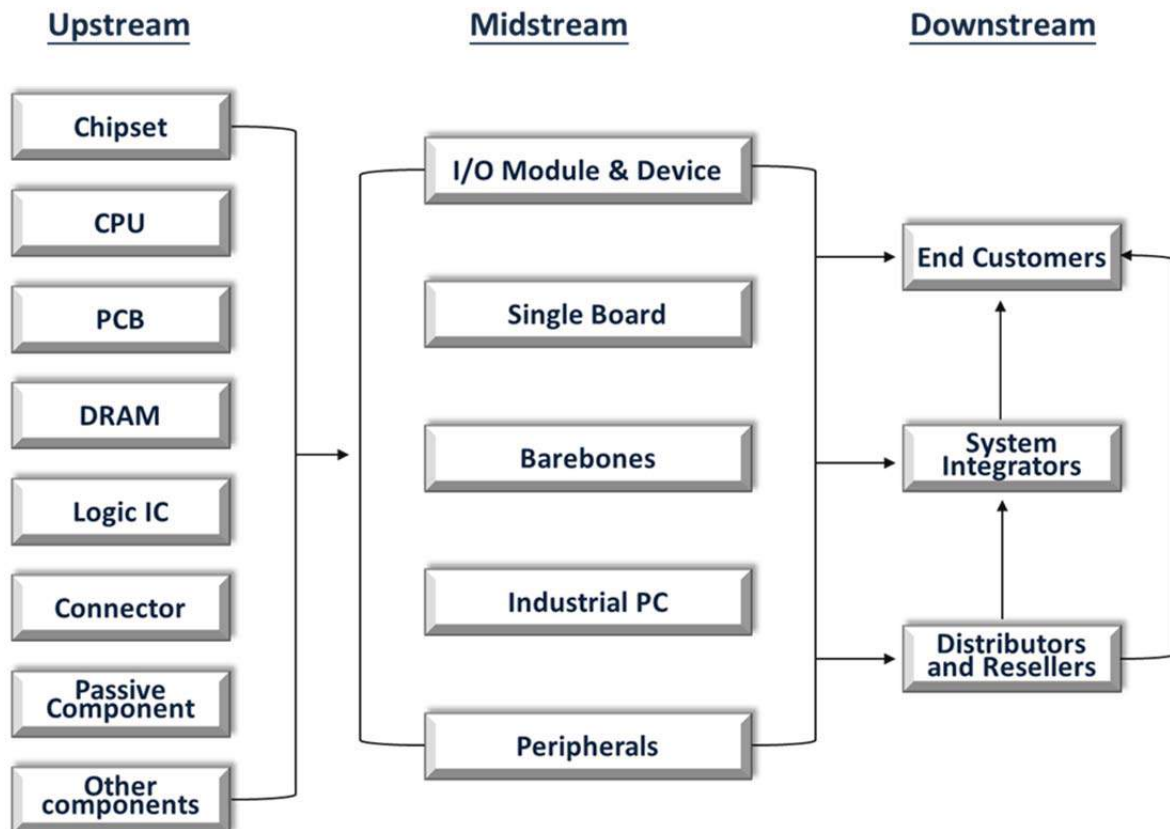 Upstream
Midstream
Downstream
Chipset
CPU
PCB
DRAM
Logic IC
Connector
Passive
Component
Other
components
I/O Module & Device
Single Board
Barebones
Industrial PC
Peripherals
End Customers
System
Integrators
Distributors
and Resellers